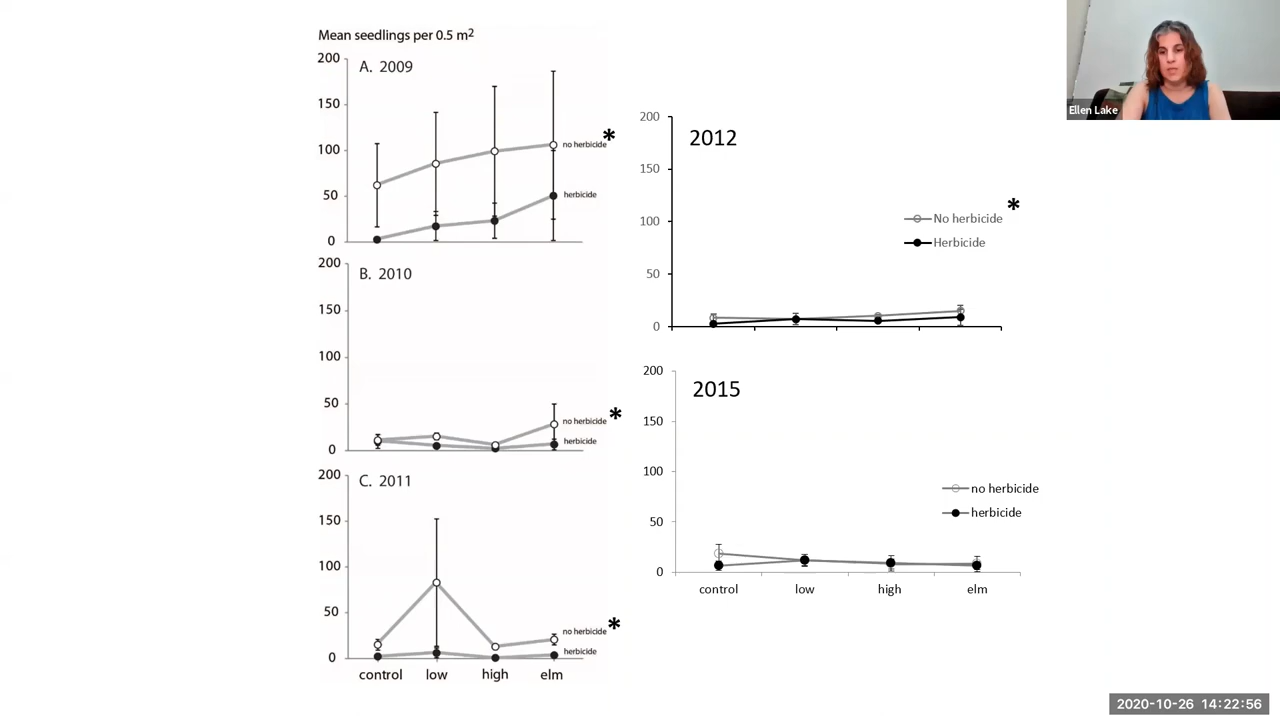 Mean seedlings per 0.5 m2
200
A. 2009
150
100
50
0
no herbicide*
herbicide
200
B. 2010
150
100
50
0
no herbicide*
herbicide
200
C. 2011
150
100
50
0
no herbicide*
herbicide
control low high elm
200
2012
150
100
50
0
No herbicide *
Herbicide
200
2015
150
100
50
0
no herbicide
herbicide
control low high elm
Ellen Lake
2020-10-26 14:22:56